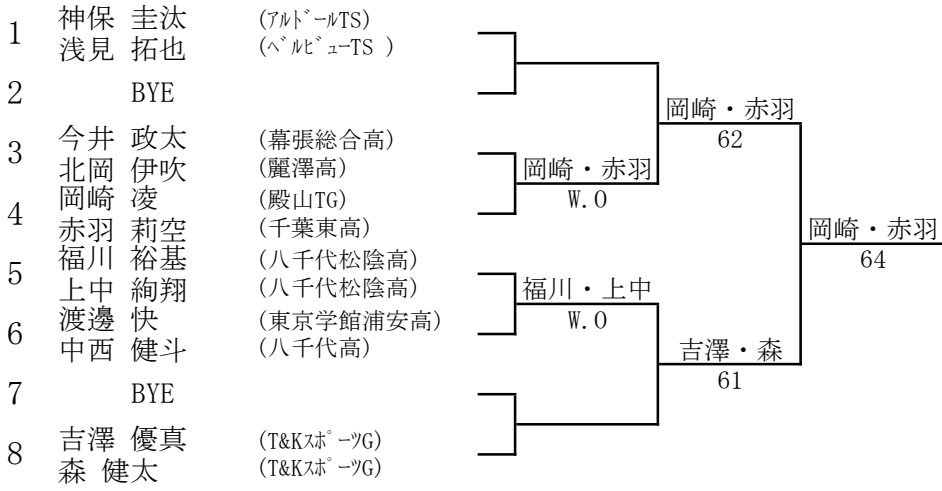 1 神保 圭汰 (ｱﾙﾄﾞｰﾙTS)
浅見 拓也 (ﾍﾞﾙﾋﾞｭｰTS )
2 BYE
岡崎・赤羽
62
3 今井 政太 (幕張総合高)
北岡 伊吹 (麗澤高)
岡崎・赤羽
W.O
4 岡崎 凌 (殿山TG)
赤羽 莉空 (千葉東高)
岡崎・赤羽
64
5 福川 裕基 (八千代松陰高)
上中 絢翔 (八千代松陰高)
福川・上中
W.O
6 渡邊 快 (東京学館浦安高)
中西 健斗 (八千代高)
吉澤・森
61
7 BYE
8 吉澤 優真 (T&KｽﾎﾟｰﾂG)
森 健太 (T&KｽﾎﾟｰﾂG)